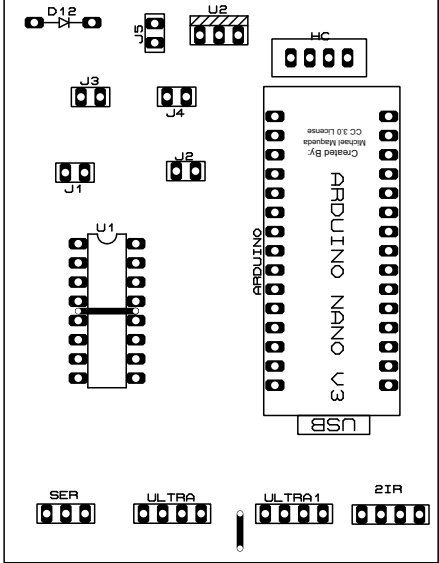 D12
J5
U2
HC
J3
J4
CC 3.0 License
Michael Maqueda
Created By:
J1
J2
U1
ARDUINO
ARDUINO NANO V3
USB
SER
ULTRA
ULTRA1
2IR